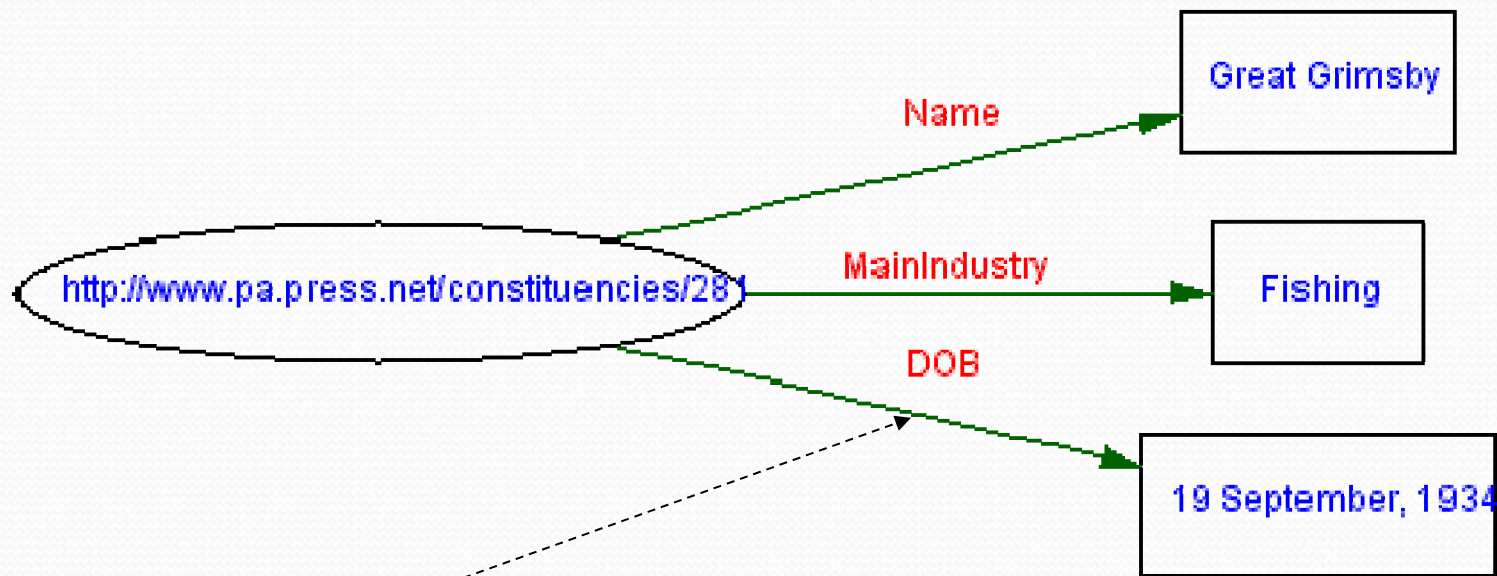 Great Grimsby
Name
http://www.pa.press.net/constituencies/281
MainIndustry
Fishing
DOB
19 September, 1934